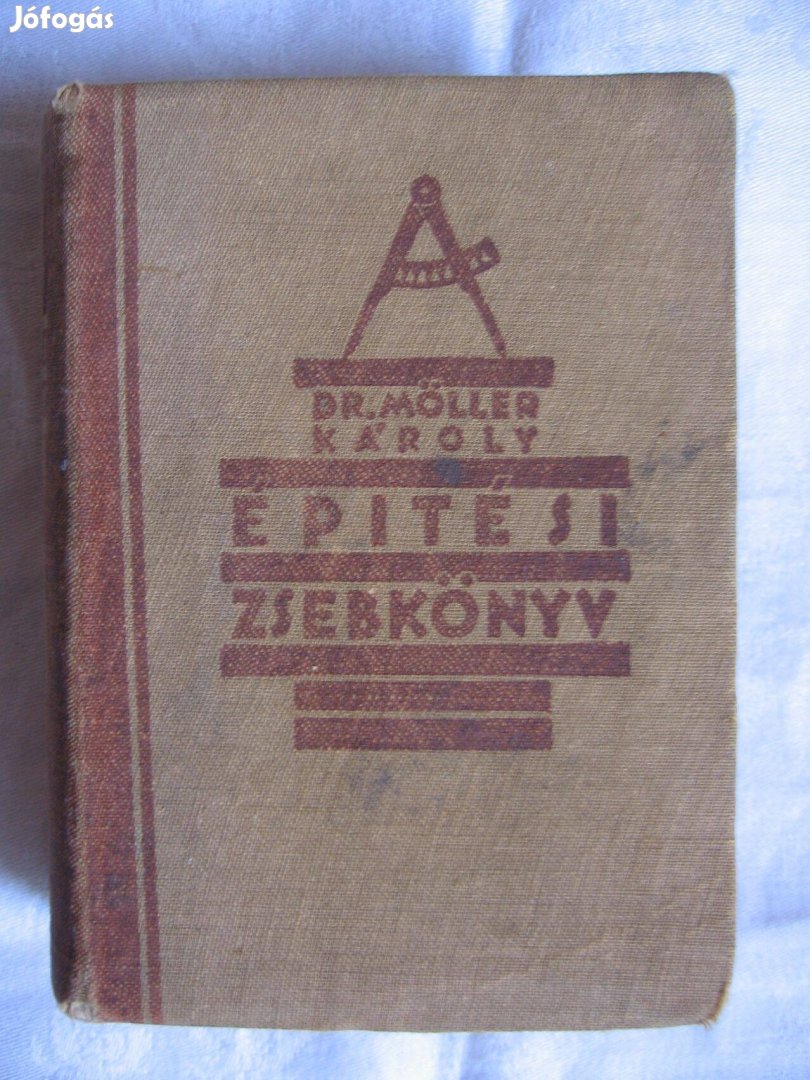 Jófogás
DR. MÖLLER
KÁROLY
ÉPITÉSI
ZSEBKÖNYV